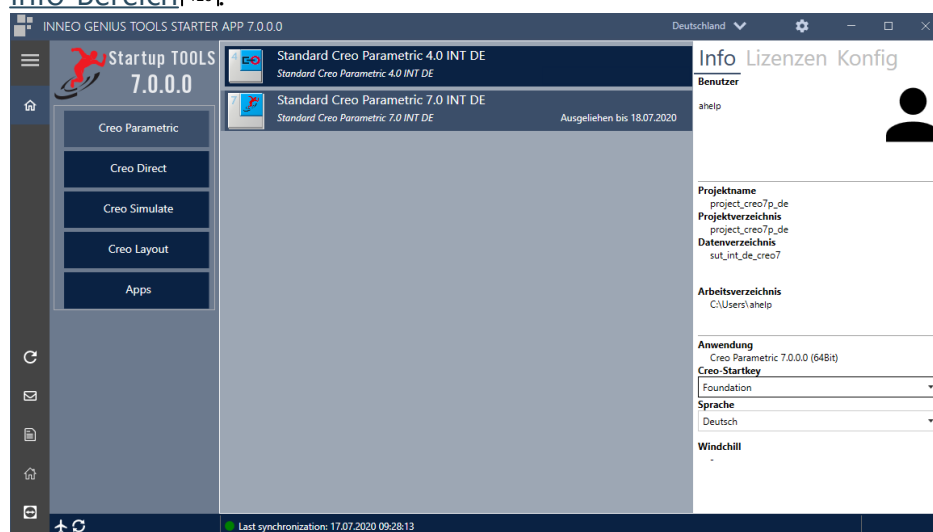 Info-Bereich
INNEO GENIUS TOOLS STARTER APP 7.0.0.0
Deutschland
Startup TOOLS
7.0.0.0
Creo Parametric
Creo Direct
Creo Simulate
Creo Layout
Apps
4
Standard Creo Parametric 4.0 INT DE
Standard Creo Parametric 4.0 INT DE
7
Standard Creo Parametric 7.0 INT DE
Standard Creo Parametric 7.0 INT DE Ausgeliehen bis 18.07.2020
Info Lizenzen Konfig
Benutzer
ahelp
Projektname
project_creo7p_de
Projektverzeichnis
project_creo7p_de
Datenverzeichnis
sut_int_de_creo7
Arbeitsverzeichnis
C:\Users\ahelp
Anwendung
Creo Parametric 7.0.0.0 (64Bit)
Creo-Startkey
Foundation
Sprache
Deutsch
Windchill
-
Last synchronization: 17.07.2020 09:28:13